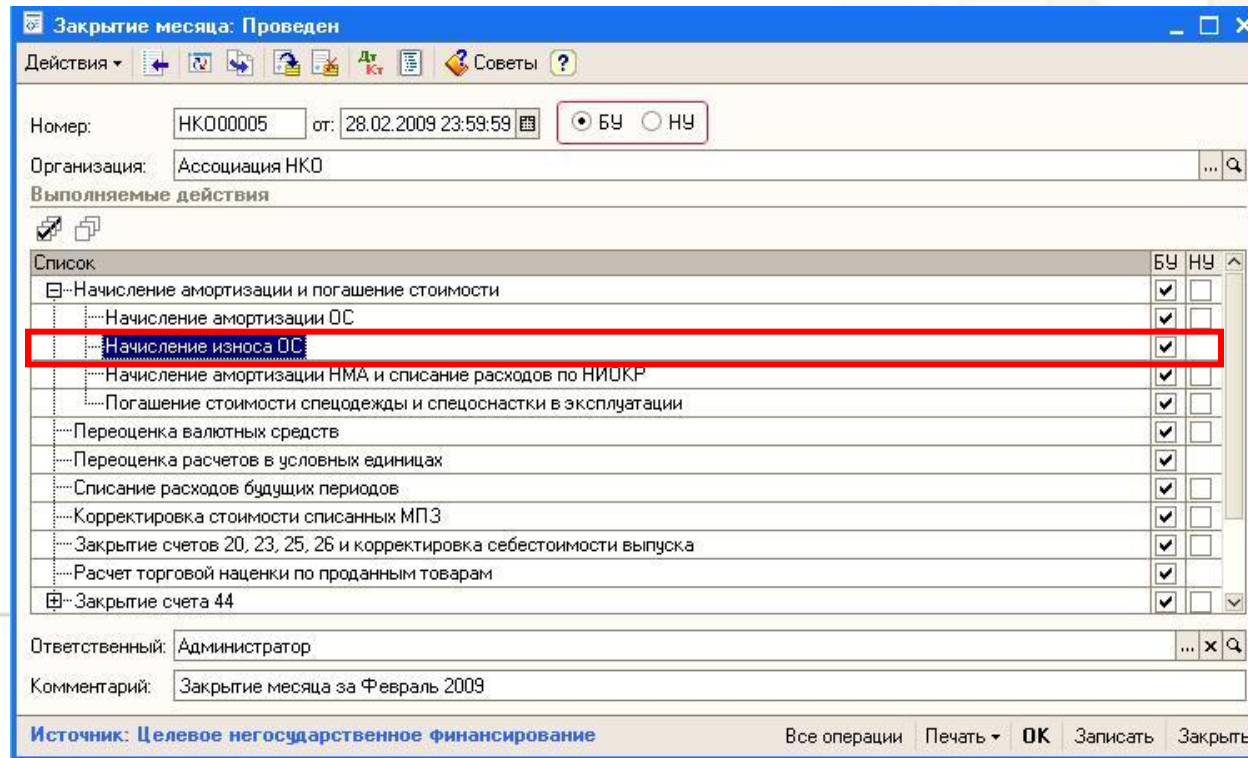 Закрытие месяца: Проведен
Действия Дт Кт Советы ?
Номер: НКО00005 от: 28.02.2009 23:59:59 БУ НУ
Организация: Ассоциация НКО ...
Выполняемые действия
Список БУ НУ
Начисление амортизации и погашение стоимости
Начисление амортизации ОС
Начисление износа ОС
Начисление амортизации НМА и списание расходов по НИОКР
Погашение стоимости спецодежды и спецоснастки в эксплуатации
Переоценка валютных средств
Переоценка расчетов в условных единицах
Списание расходов будущих периодов
Корректировка стоимости списанных МПЗ
Закрытие счетов 20, 23, 25, 26 и корректировка себестоимости выпуска
Расчет торговой наценки по проданным товарам
Закрытие счета 44
Ответственный: Администратор ... x
Комментарий: Закрытие месяца за Февраль 2009
Источник: Целевое негосударственное финансирование Все операции Печать OK Записать Закрыть